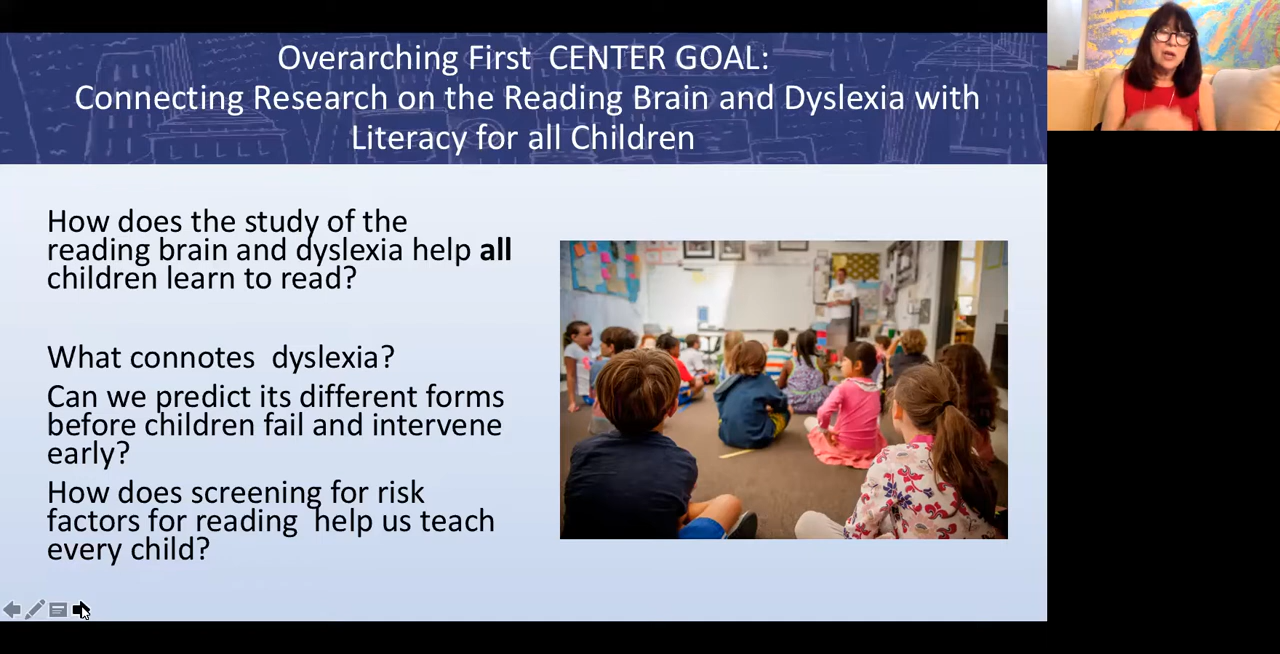 Overarching First  CENTER GOAL:
Connecting Research on the Reading Brain and Dyslexia with
Literacy for all Children
How does the study of the
reading brain and dyslexia help all
children learn to read?
What connotes  dyslexia?
Can we predict its different forms
before children fail and intervene
early?
How does screening for risk
factors for reading  help us teach
every child?